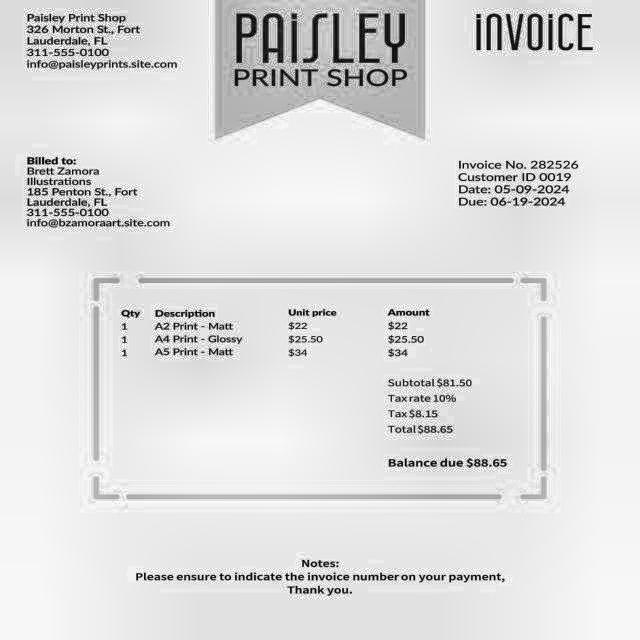 Paisley Print Shop
326 Morton St., Fort
Lauderdale, FL
311-555-0100
info@paisleyprints.site.com
PAiSLEY
PRINT SHOP
iNVOiCE
Billed to:
Brett Zamora
Illustrations
185 Penton St., Fort
Lauderdale, FL
311-555-0100
info@bzamoraart.site.com
Invoice No. 282526
Customer ID 0019
Date: 05-09-2024
Due: 06-19-2024
Qty Description Unit price Amount
1 A2 Print - Matt $22 $22
1 A4 Print - Glossy $25.50 $25.50
1 A5 Print - Matt $34 $34
Subtotal $81.50
Tax rate 10%
Tax $8.15
Total $88.65
Balance due $88.65
Notes:
Please ensure to indicate the invoice number on your payment,
Thank you.